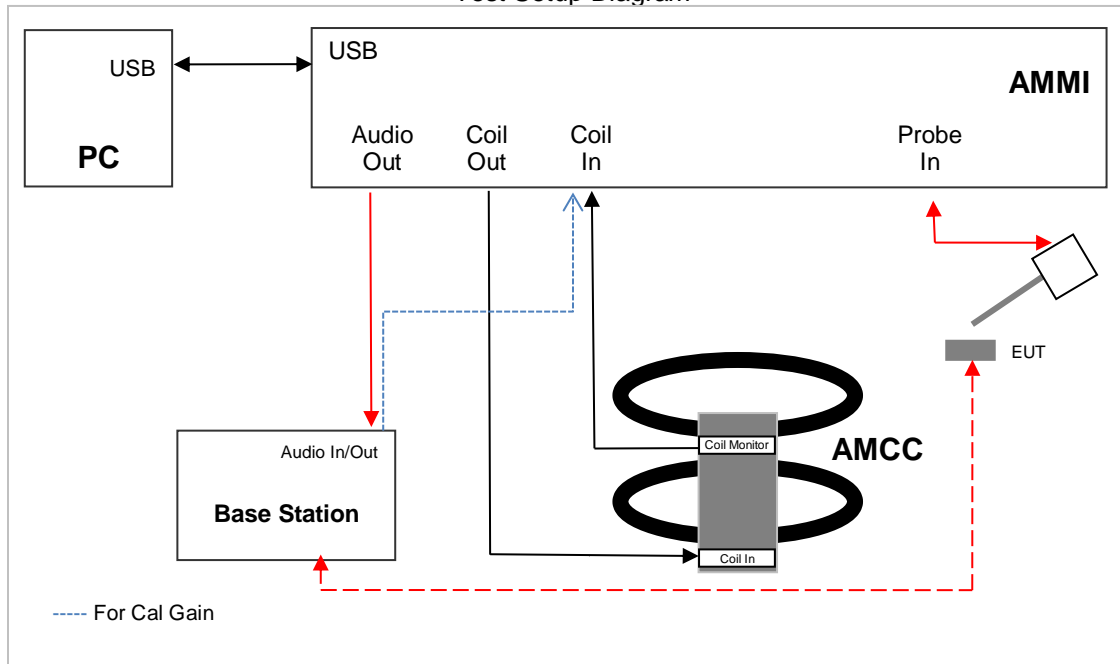 USB
USB
AMMI
PC
Audio Out
Coil Out
Coil In
Probe In
EUT
Coil Monitor
AMCC
Audio In/Out
Base Station
Coil In
For Cal Gain